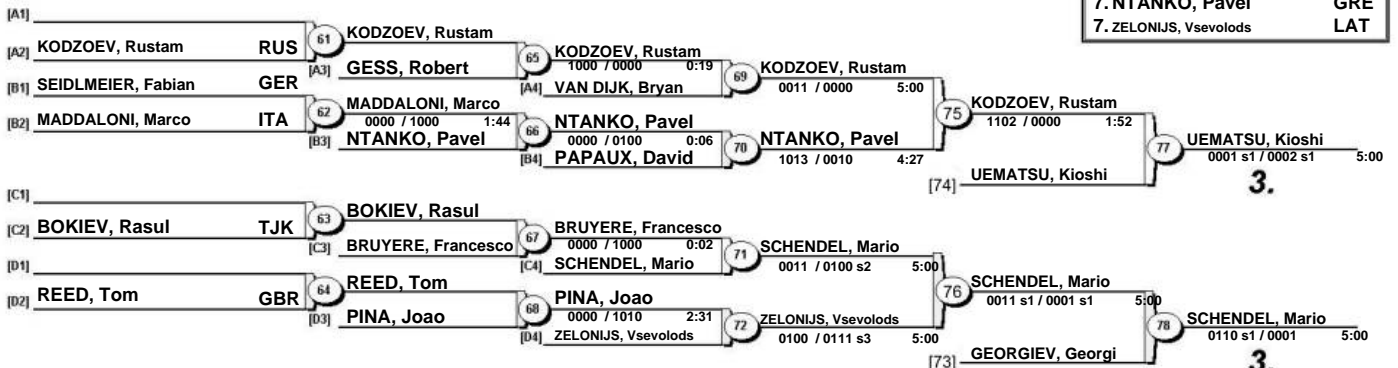 7. NTANKO, Pavel GRE
7. ZELONIJS, Vsevolods LAT
[A1]
[A2] KODZOEV, Rustam RUS
61
KODZOEV, Rustam
[A3] GESS, Robert
65
KODZOEV, Rustam
1000 / 0000 0:19
[A4] VAN DIJK, Bryan
69
KODZOEV, Rustam
0011 / 0000 5:00
[B1] SEIDLMEIER, Fabian GER
[B2] MADDALONI, Marco ITA
62
MADDALONI, Marco
0000 / 1000 1:44
[B3] NTANKO, Pavel
66
NTANKO, Pavel
0000 / 0100 0:06
[B4] PAPAUX, David
70
NTANKO, Pavel
1013 / 0010 4:27
75
KODZOEV, Rustam
1102 / 0000 1:52
[74] UEMATSU, Kioshi
77
UEMATSU, Kioshi
0001 s1 / 0002 s1 5:00
3.
[C1]
[C2] BOKIEV, Rasul TJK
63
BOKIEV, Rasul
[C3] BRUYERE, Francesco
67
BRUYERE, Francesco
0000 / 1000 0:02
[C4] SCHENDEL, Mario
71
SCHENDEL, Mario
0011 / 0100 s2 5:00
[D1]
[D2] REED, Tom GBR
64
REED, Tom
[D3] PINA, Joao
68
PINA, Joao
0000 / 1010 2:31
[D4] ZELONIJS, Vsevolods
72
ZELONIJS, Vsevolods
0100 / 0111 s3 5:00
76
SCHENDEL, Mario
0011 s1 / 0001 s1 5:00
[73] GEORGIEV, Georgi
78
SCHENDEL, Mario
0110 s1 / 0001 5:00
3.